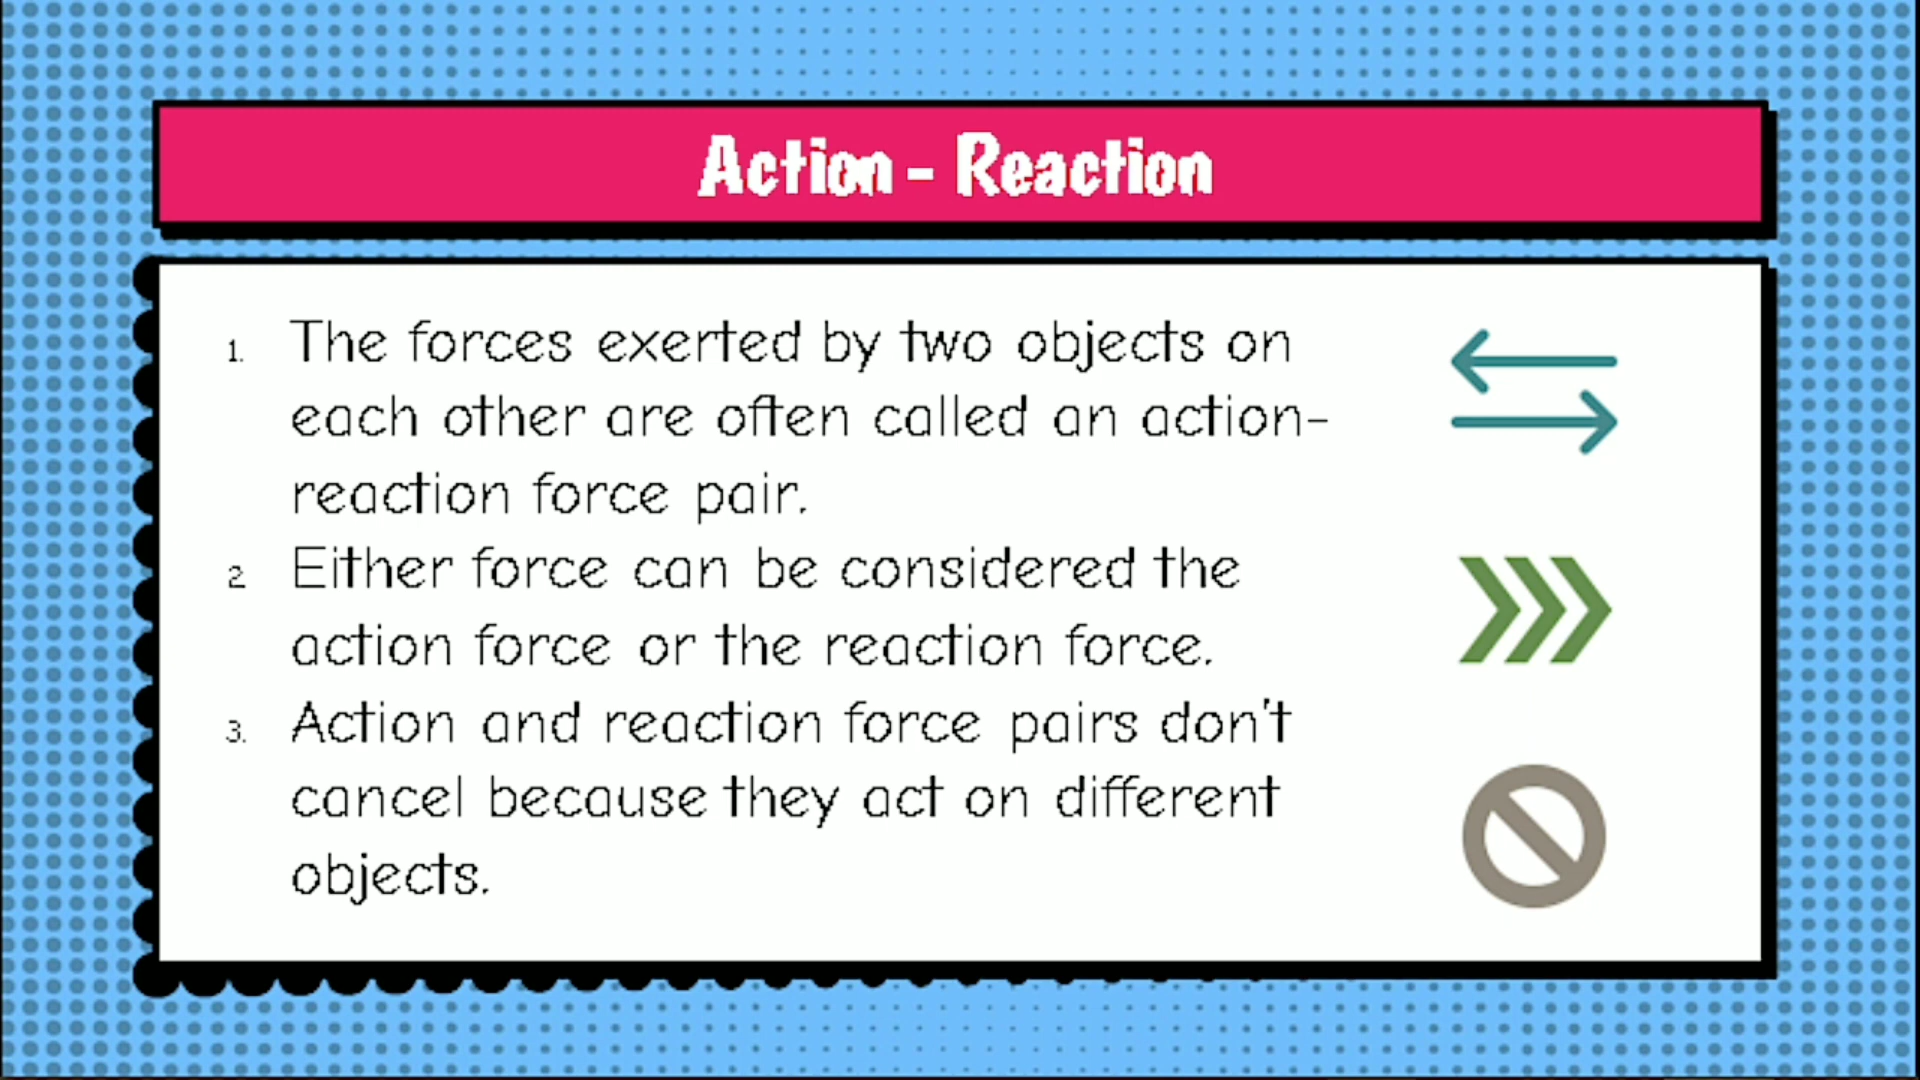 Action - Reaction
1. The forces exerted by two objects on
each other are often called an action-
reaction force pair.
2. Either force can be considered the
action force or the reaction force.
3. Action and reaction force pairs don't
cancel because they act on different
objects.